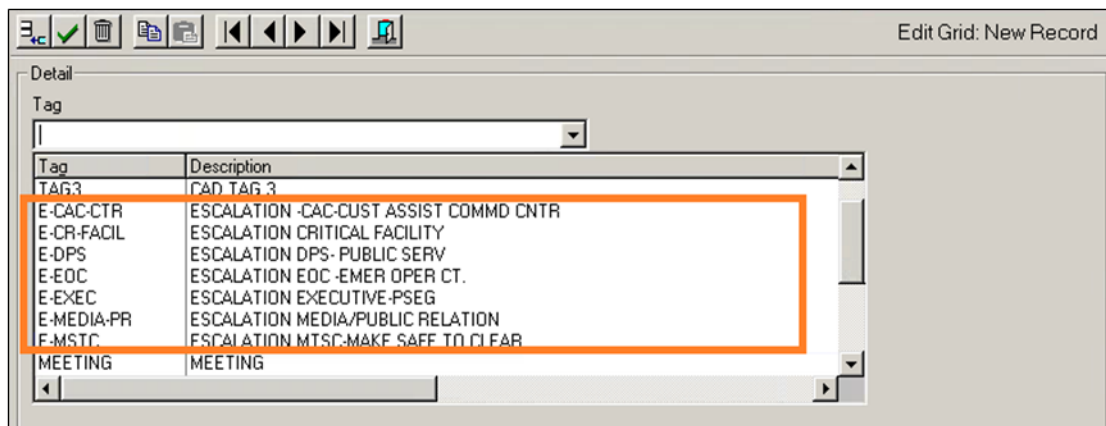 Edit Grid: New Record
Detail
Tag
Tag Description
TAG3 CAD TAG 3
E-CAC-CTR ESCALATION -CAC-CUST ASSIST COMMD CNTR
E-CR-FACIL ESCALATION CRITICAL FACILITY
E-DPS ESCALATION DPS- PUBLIC SERV
E-EOC ESCALATION EOC -EMER OPER CT.
E-EXEC ESCALATION EXECUTIVE-PSEG
E-MEDIA-PR ESCALATION MEDIA/PUBLIC RELATION
E-MSTC ESCALATION MTSC-MAKE SAFE TO CLEAR
MEETING MEETING